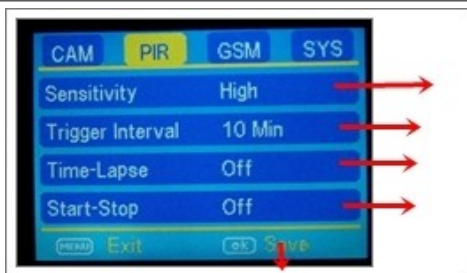 CAM PIR GSM SYS
Sensitivity High
Trigger Interval 10 Min
Time-Lapse Off
Start-Stop Off
MENU Exit ok Save